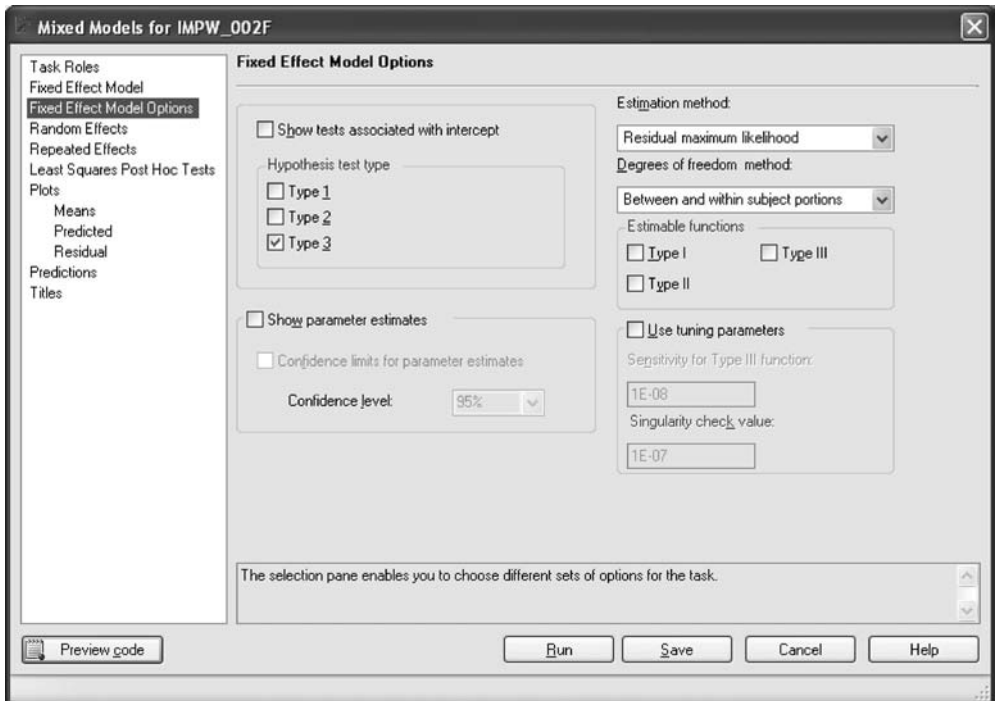 Mixed Models for IMPW_002F
Task Roles
Fixed Effect Model
Fixed Effect Model Options
Random Effects
Repeated Effects
Least Squares Post Hoc Tests
Plots
Means
Predicted
Residual
Predictions
Titles
Fixed Effect Model Options
Show tests associated with intercept
Hypothesis test type
Type 1
Type 2
Type 3
Show parameter estimates
Confidence limits for parameter estimates
Confidence level: 95%
Estimation method:
Residual maximum likelihood
Degrees of freedom method:
Between and within subject portions
Estimable functions
Type I Type III
Type II
Use tuning parameters
Sensitivity for Type III function:
1E-08
Singularity check value:
1E-07
The selection pane enables you to choose different sets of options for the task.
Preview code Run Save Cancel Help